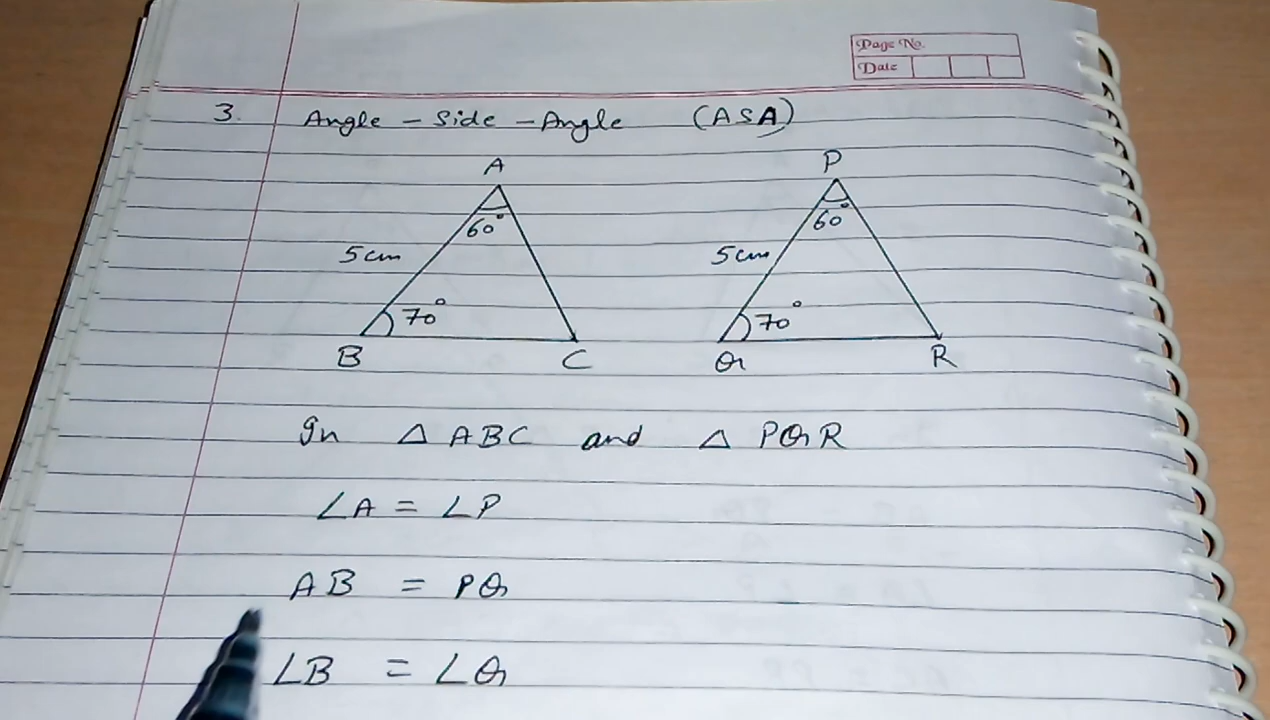 Page No.
Date
3. Angle - Side - Angle (ASA)
A P
60° 60°
5cm 5cm
70° 70°
B C Q R
In △ ABC and △ PQR
∠A = ∠P
AB = PQ
∠B = ∠Q